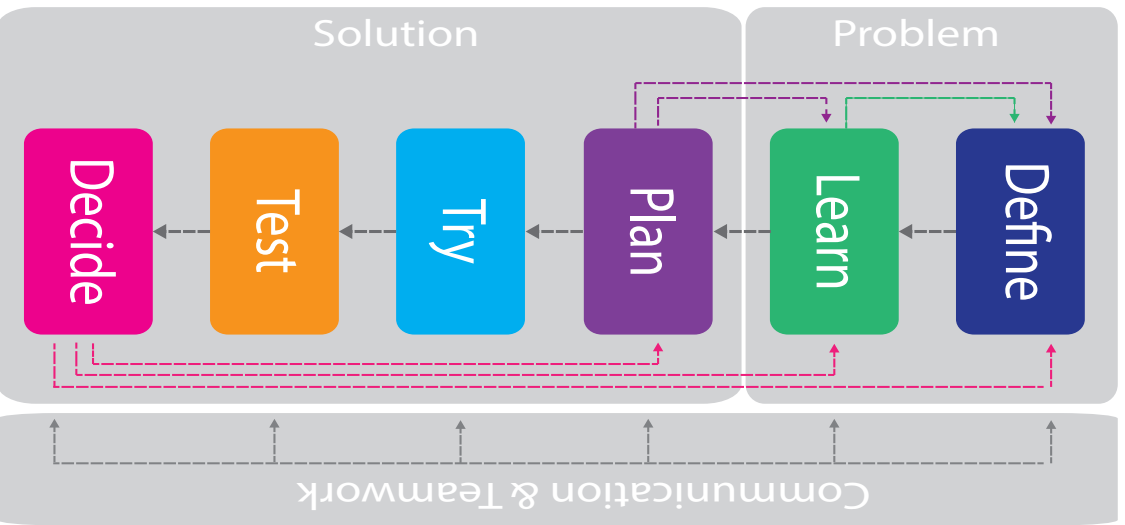 Solution
Problem
Decide
Test
Try
Plan
Learn
Define
Communication & Teamwork